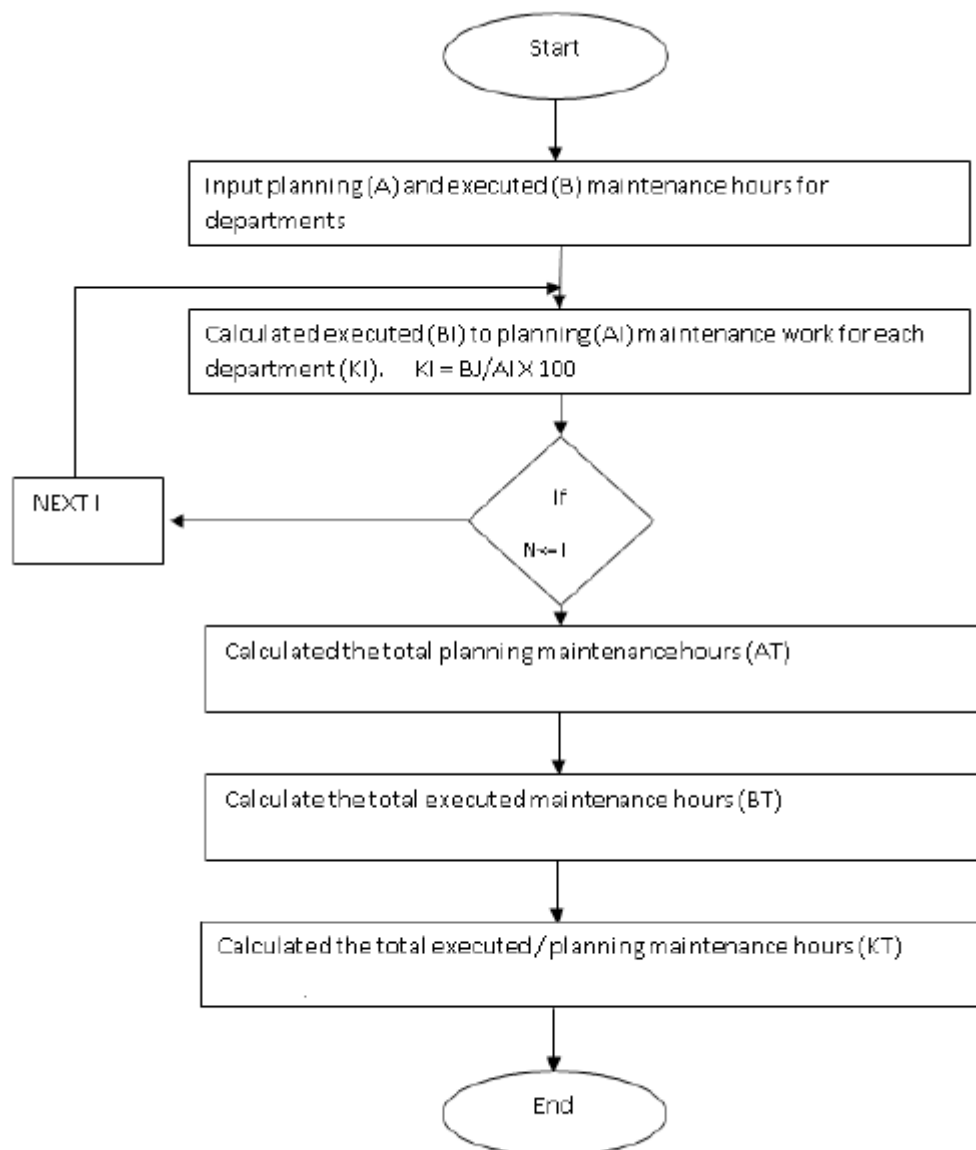 Start
Input planning (A) and executed (B) maintenance hours for
departments
Calculated executed (BI) to planning (AI) maintenance work for each
department (KI). KI = BJ/AI X 100
If
N<=I
NEXT I
Calculated the total planning maintenance hours (AT)
Calculate the total executed maintenance hours (BT)
Calculated the total executed / planning maintenance hours (KT)
End